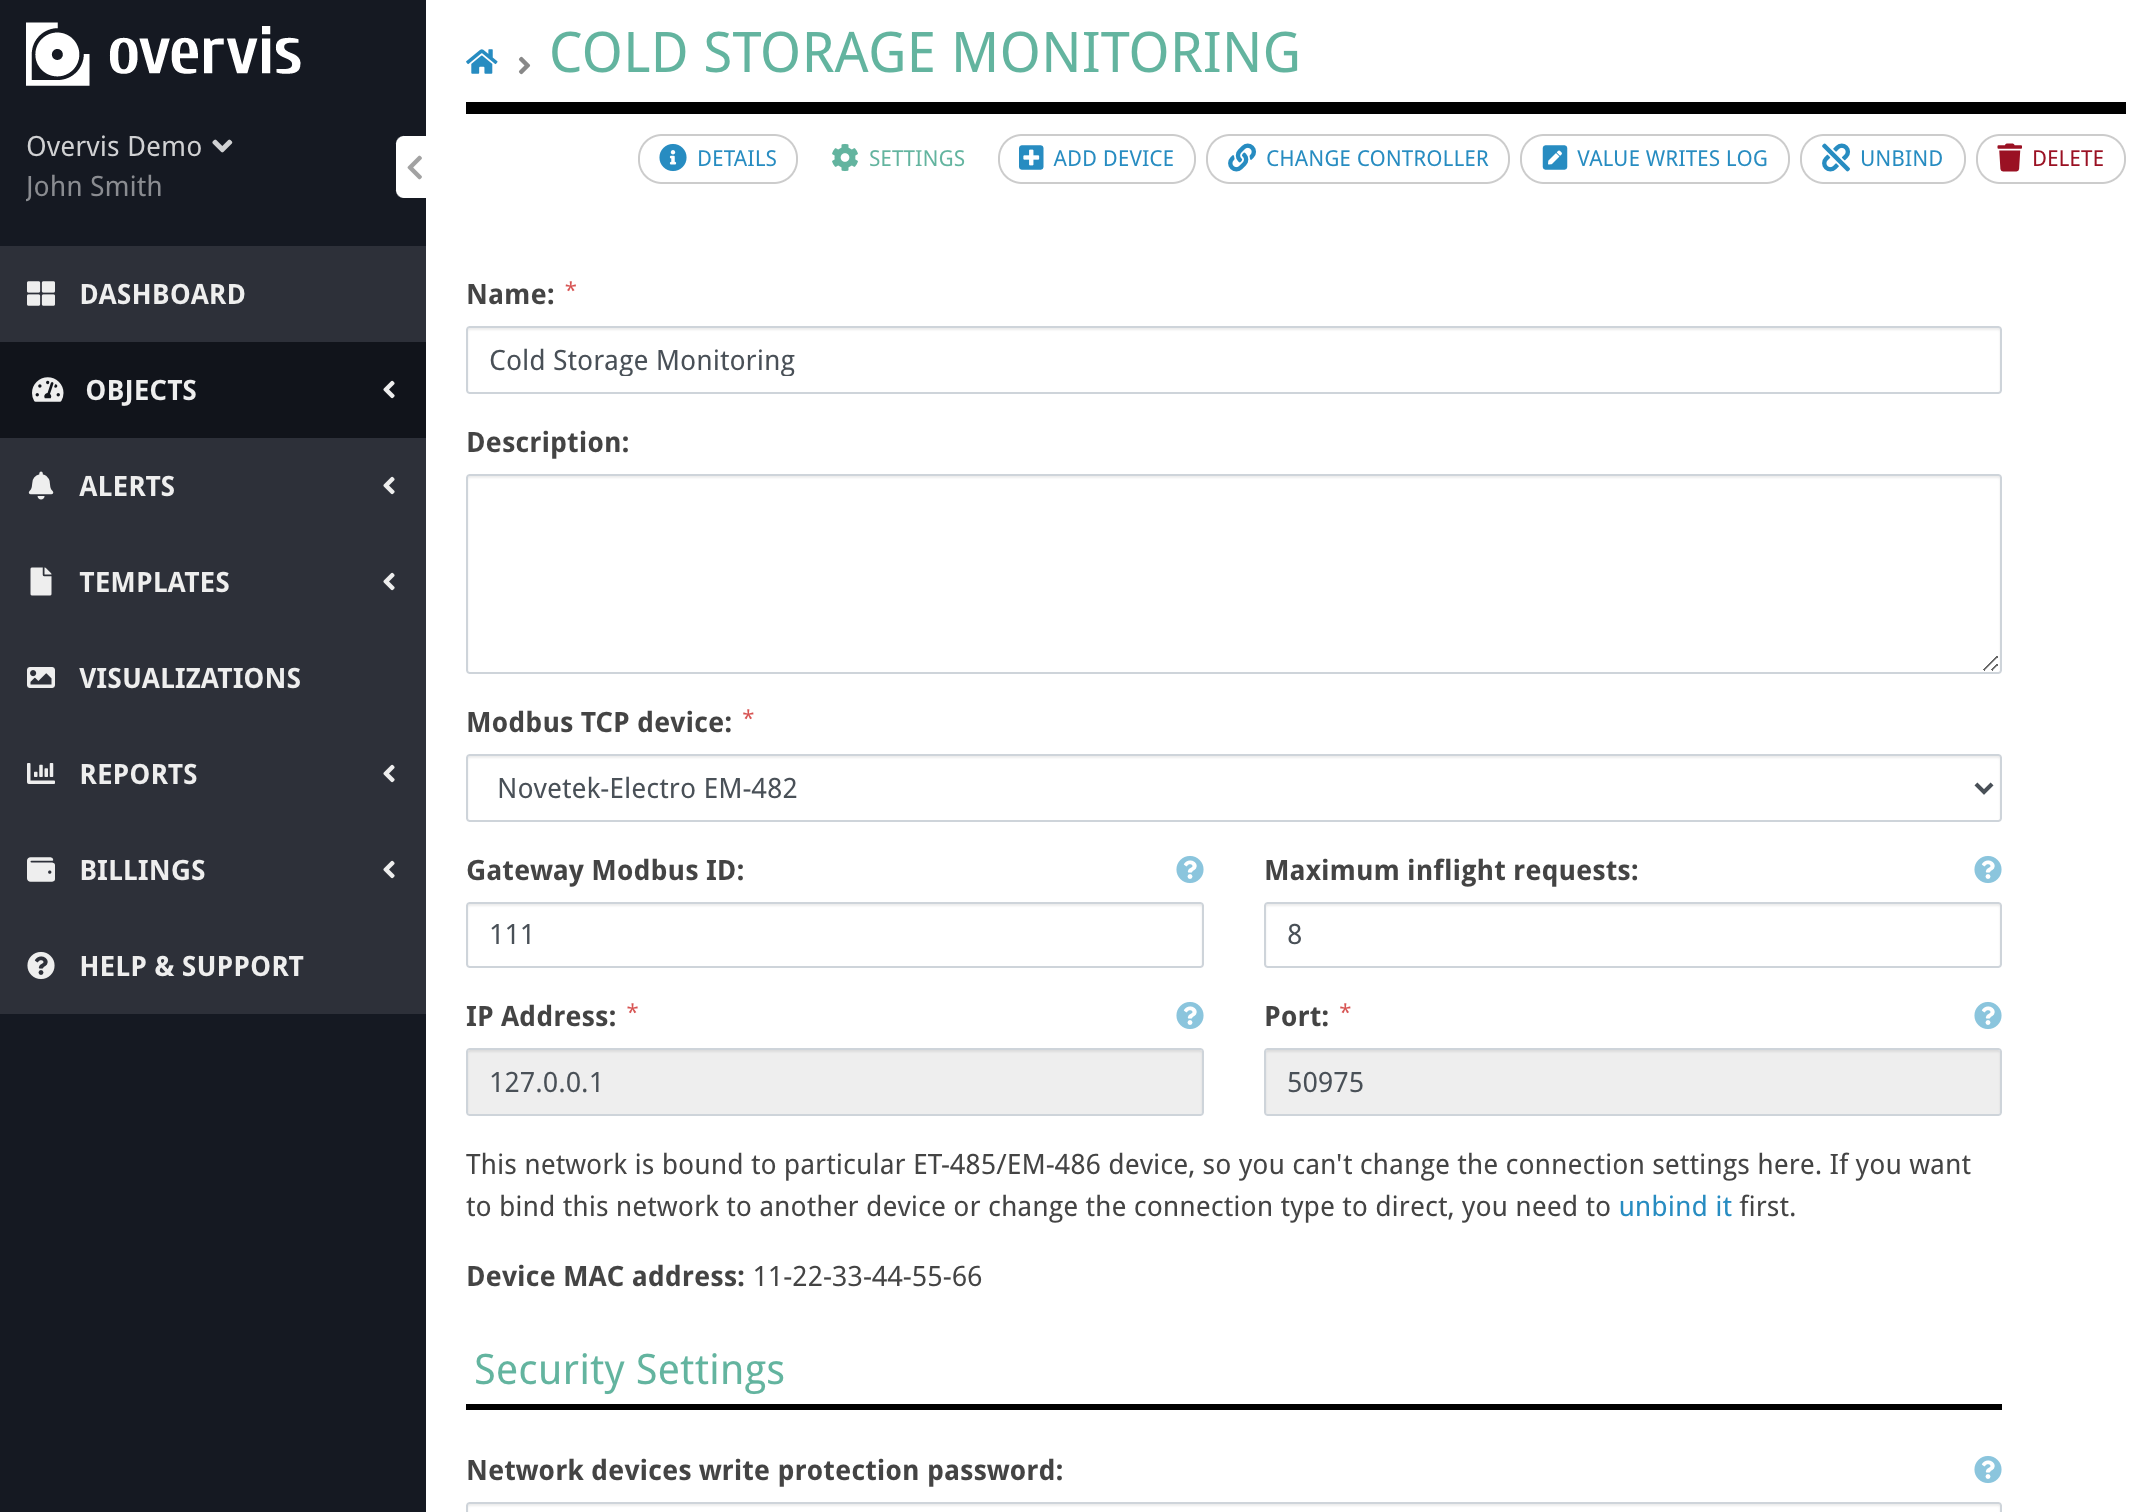 overvis
Overvis Demo
John Smith
DASHBOARD
OBJECTS
ALERTS
TEMPLATES
VISUALIZATIONS
REPORTS
BILLINGS
HELP & SUPPORT
COLD STORAGE MONITORING
DETAILS SETTINGS ADD DEVICE CHANGE CONTROLLER VALUE WRITES LOG UNBIND DELETE
Name: *
Cold Storage Monitoring
Description:
Modbus TCP device: *
Novetek-Electro EM-482
Gateway Modbus ID: Maximum inflight requests:
111 8
IP Address: * Port: *
127.0.0.1 50975
This network is bound to particular ET-485/EM-486 device, so you can't change the connection settings here. If you want
to bind this network to another device or change the connection type to direct, you need to unbind it first.
Device MAC address: 11-22-33-44-55-66
Security Settings
Network devices write protection password: